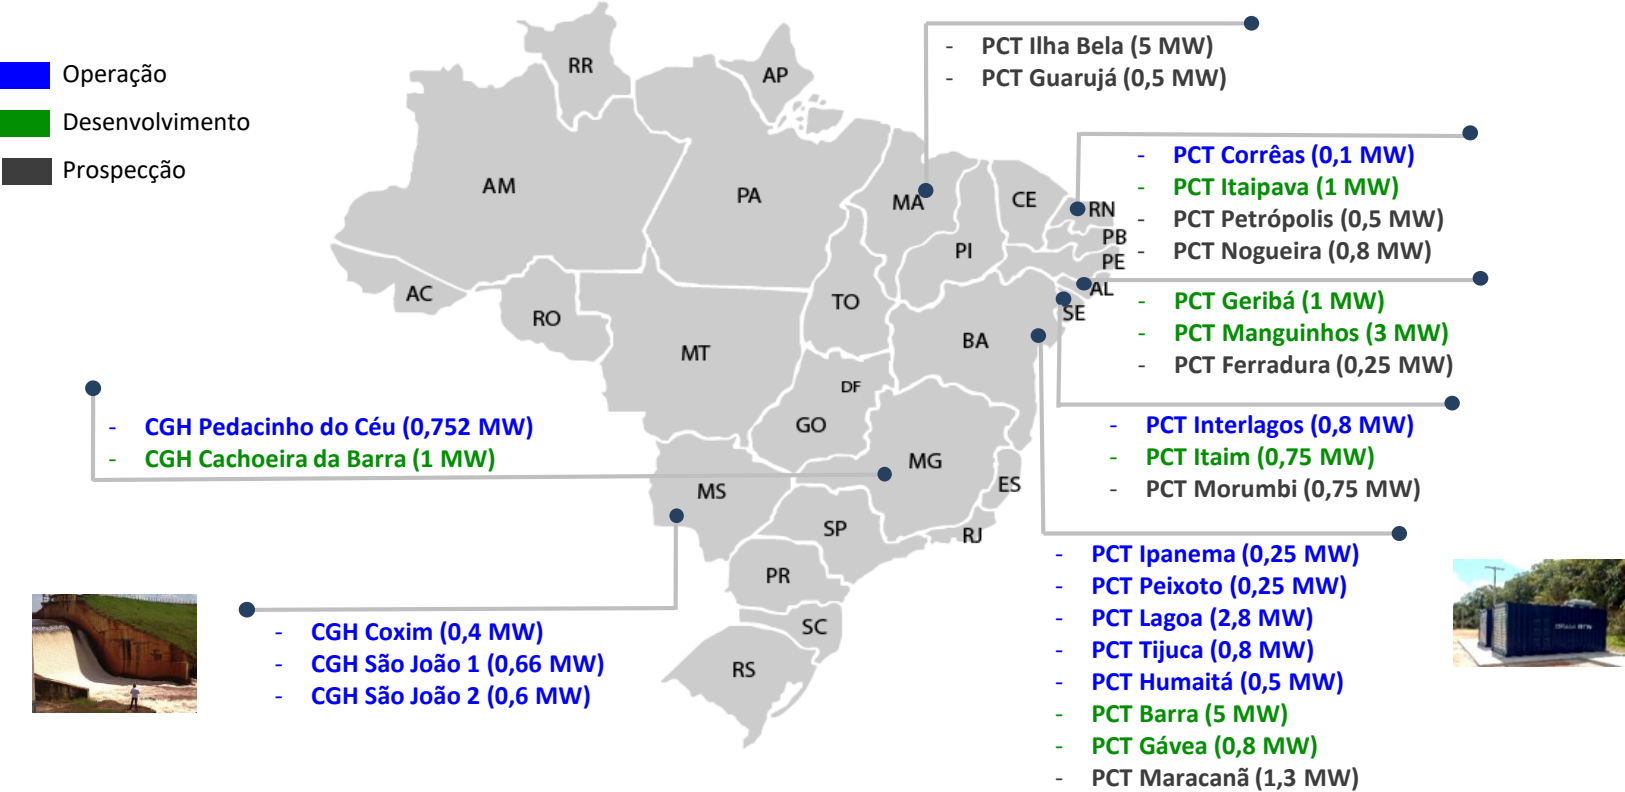 Operação
Desenvolvimento
Prospecção
- PCT Ilha Bela (5 MW)
- PCT Guarujá (0,5 MW)
- PCT Corrêas (0,1 MW)
- PCT Itaipava (1 MW)
- PCT Petrópolis (0,5 MW)
- PCT Nogueira (0,8 MW)
- PCT Geribá (1 MW)
- PCT Manguinhos (3 MW)
- PCT Ferradura (0,25 MW)
- PCT Interlagos (0,8 MW)
- PCT Itaim (0,75 MW)
- PCT Morumbi (0,75 MW)
- PCT Ipanema (0,25 MW)
- PCT Peixoto (0,25 MW)
- PCT Lagoa (2,8 MW)
- PCT Tijuca (0,8 MW)
- PCT Humaitá (0,5 MW)
- PCT Barra (5 MW)
- PCT Gávea (0,8 MW)
- PCT Maracanã (1,3 MW)
- CGH Pedacinho do Céu (0,752 MW)
- CGH Cachoeira da Barra (1 MW)
- CGH Coxim (0,4 MW)
- CGH São João 1 (0,66 MW)
- CGH São João 2 (0,6 MW)
RR
AP
AM
PA
MA
CE
RN
PB
PE
PI
AL
SE
AC
RO
TO
BA
MT
DF
GO
MG
ES
MS
SP
RJ
PR
SC
RS